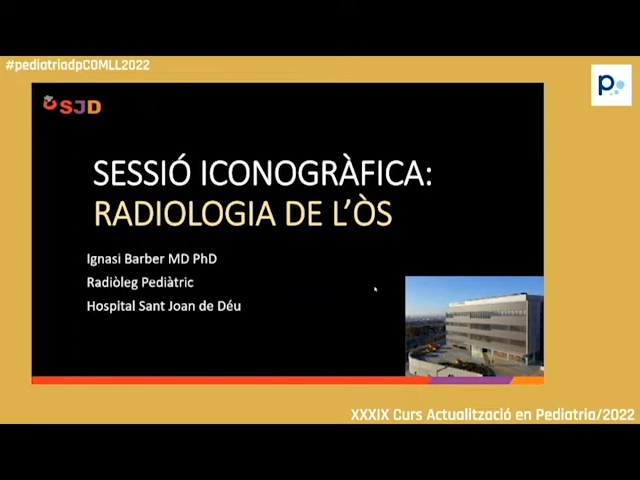 #pediatriadpCOMLL2022
p
SJD
SESSIÓ ICONOGRÀFICA:
RADIOLOGIA DE L'ÒS
Ignasi Barber MD PhD
Radiòleg Pediàtric
Hospital Sant Joan de Déu
XXXIX Curs Actualització en Pediatria/2022